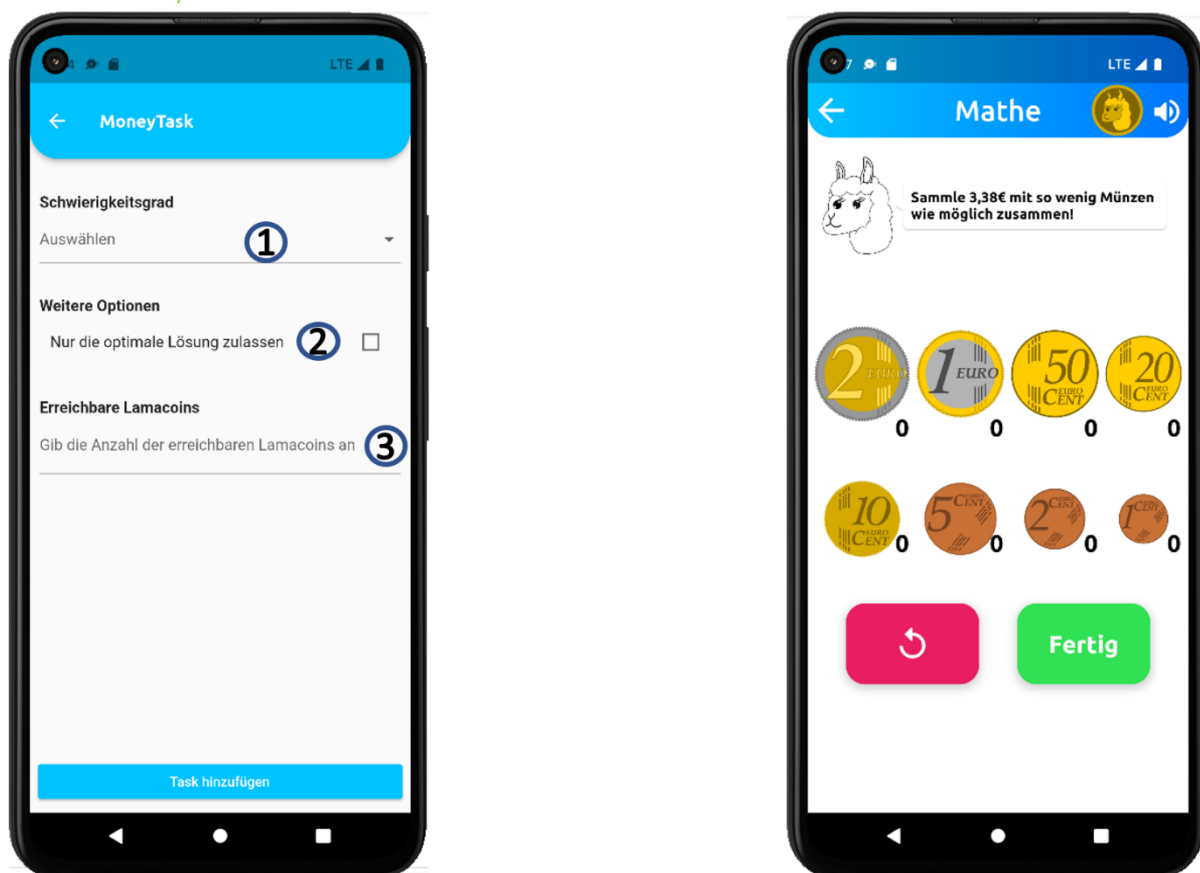 LTE
MoneyTask
Schwierigkeitsgrad
Auswählen
1
Weitere Optionen
Nur die optimale Lösung zulassen
2
Erreichbare Lamacoins
Gib die Anzahl der erreichbaren Lamacoins an
3
Task hinzufügen
7
LTE
Mathe
Sammle 3,38€ mit so wenig Münzen
wie möglich zusammen!
2 EURO
1 EURO
50 EURO CENT
20 EURO CENT
0
0
0
0
10 EURO CENT
5 EURO CENT
2 EURO CENT
1 EURO CENT
0
0
0
0
Fertig